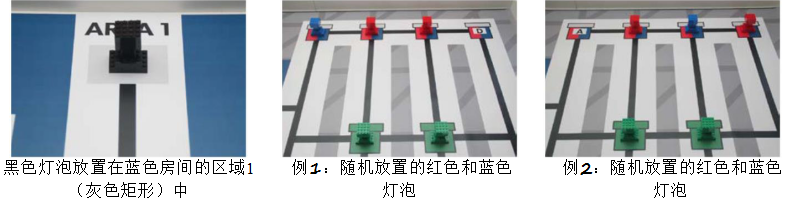 AREA 1
D
A
黑色灯泡放置在蓝色房间的区域1
（灰色矩形）中
例1：随机放置的红色和蓝色
灯泡
例2：随机放置的红色和蓝色
灯泡